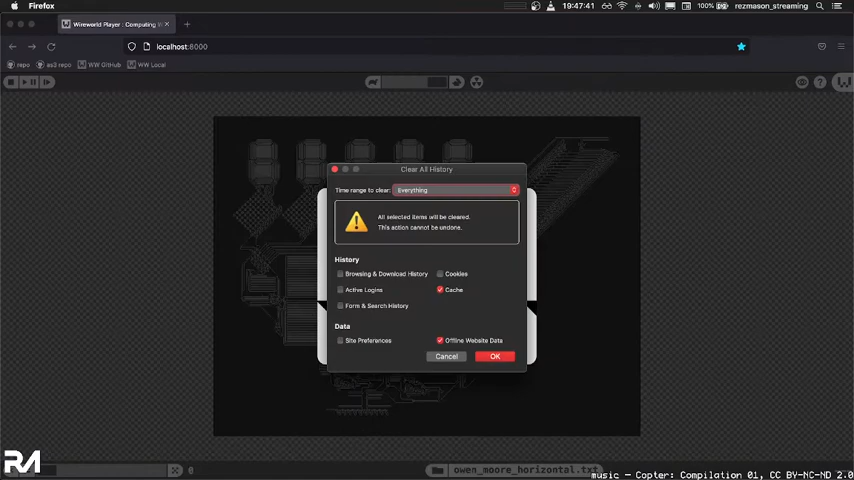 Firefox
19:47:41
100%
rezmason_streaming
Wireworld Player : Computing W
localhost:8000
repo
as3 repo
WW GitHub
WW Local
Clear All History
Time range to clear:
Everything
All selected items will be cleared.
This action cannot be undone.
History
Browsing & Download History
Cookies
Active Logins
Cache
Form & Search History
Data
Site Preferences
Offline Website Data
Cancel
OK
0
owen_moore_horizontal.txt
music - Copter: Compilation 01, CC BY-NC-ND 2.0